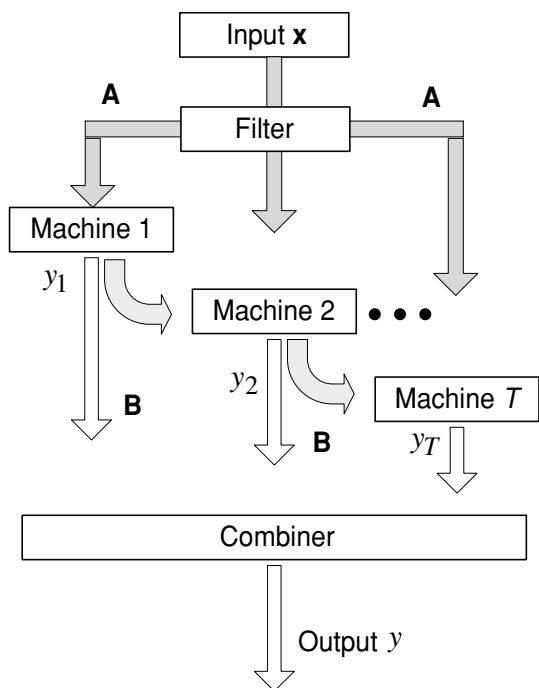 Input x
A
A
Filter
Machine 1
y1
Machine 2 • • •
y2
B
Machine T
B
yT
Combiner
Output y